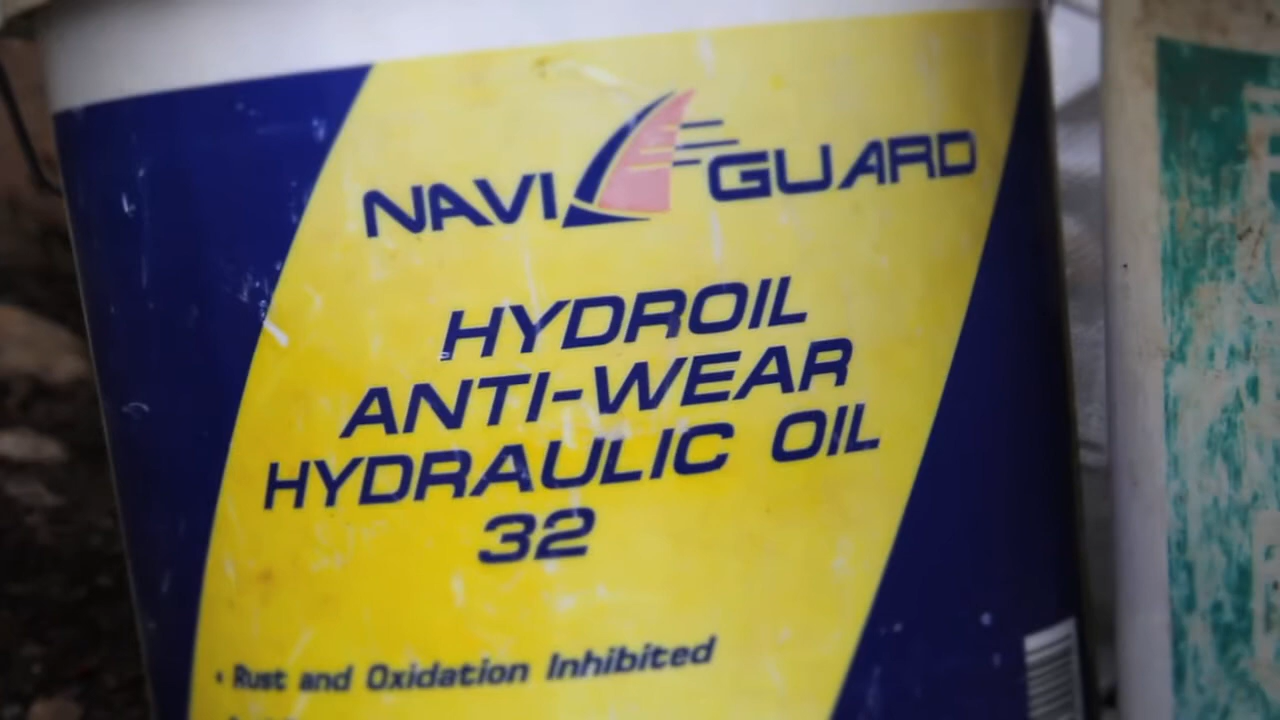 NAVI GUARD
HYDROIL
ANTI-WEAR
HYDRAULIC OIL
32
• Rust and Oxidation Inhibited